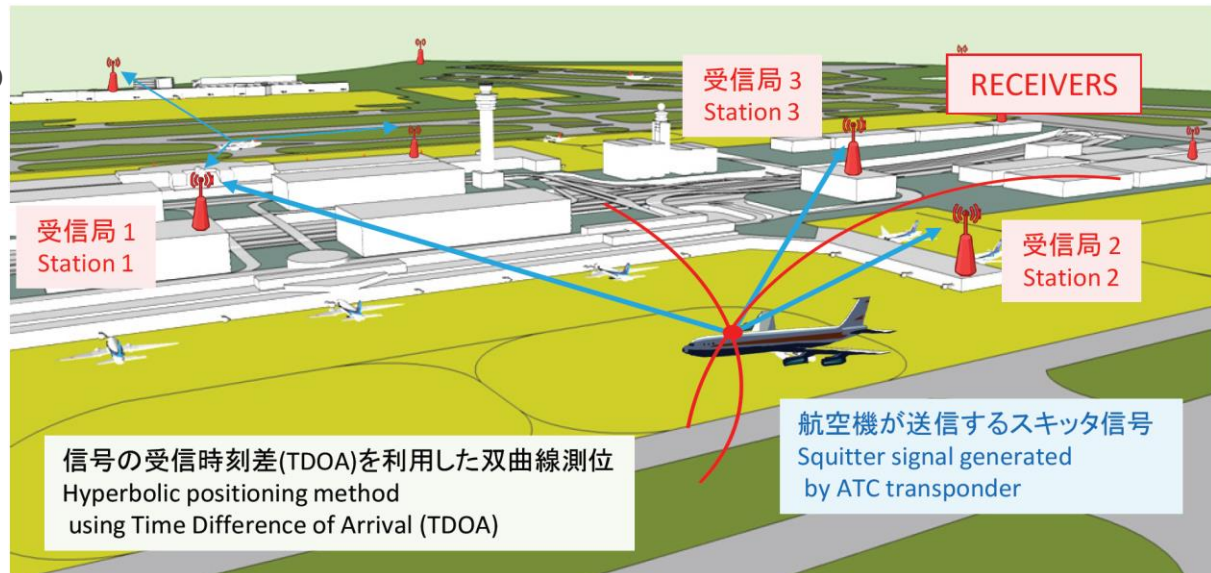 受信局 3
Station 3
RECEIVERS
受信局 1
Station 1
受信局 2
Station 2
信号の受信時刻差(TDOA)を利用した双曲線測位
Hyperbolic positioning method
using Time Difference of Arrival (TDOA)
航空機が送信するスキッタ信号
Squitter signal generated
by ATC transponder